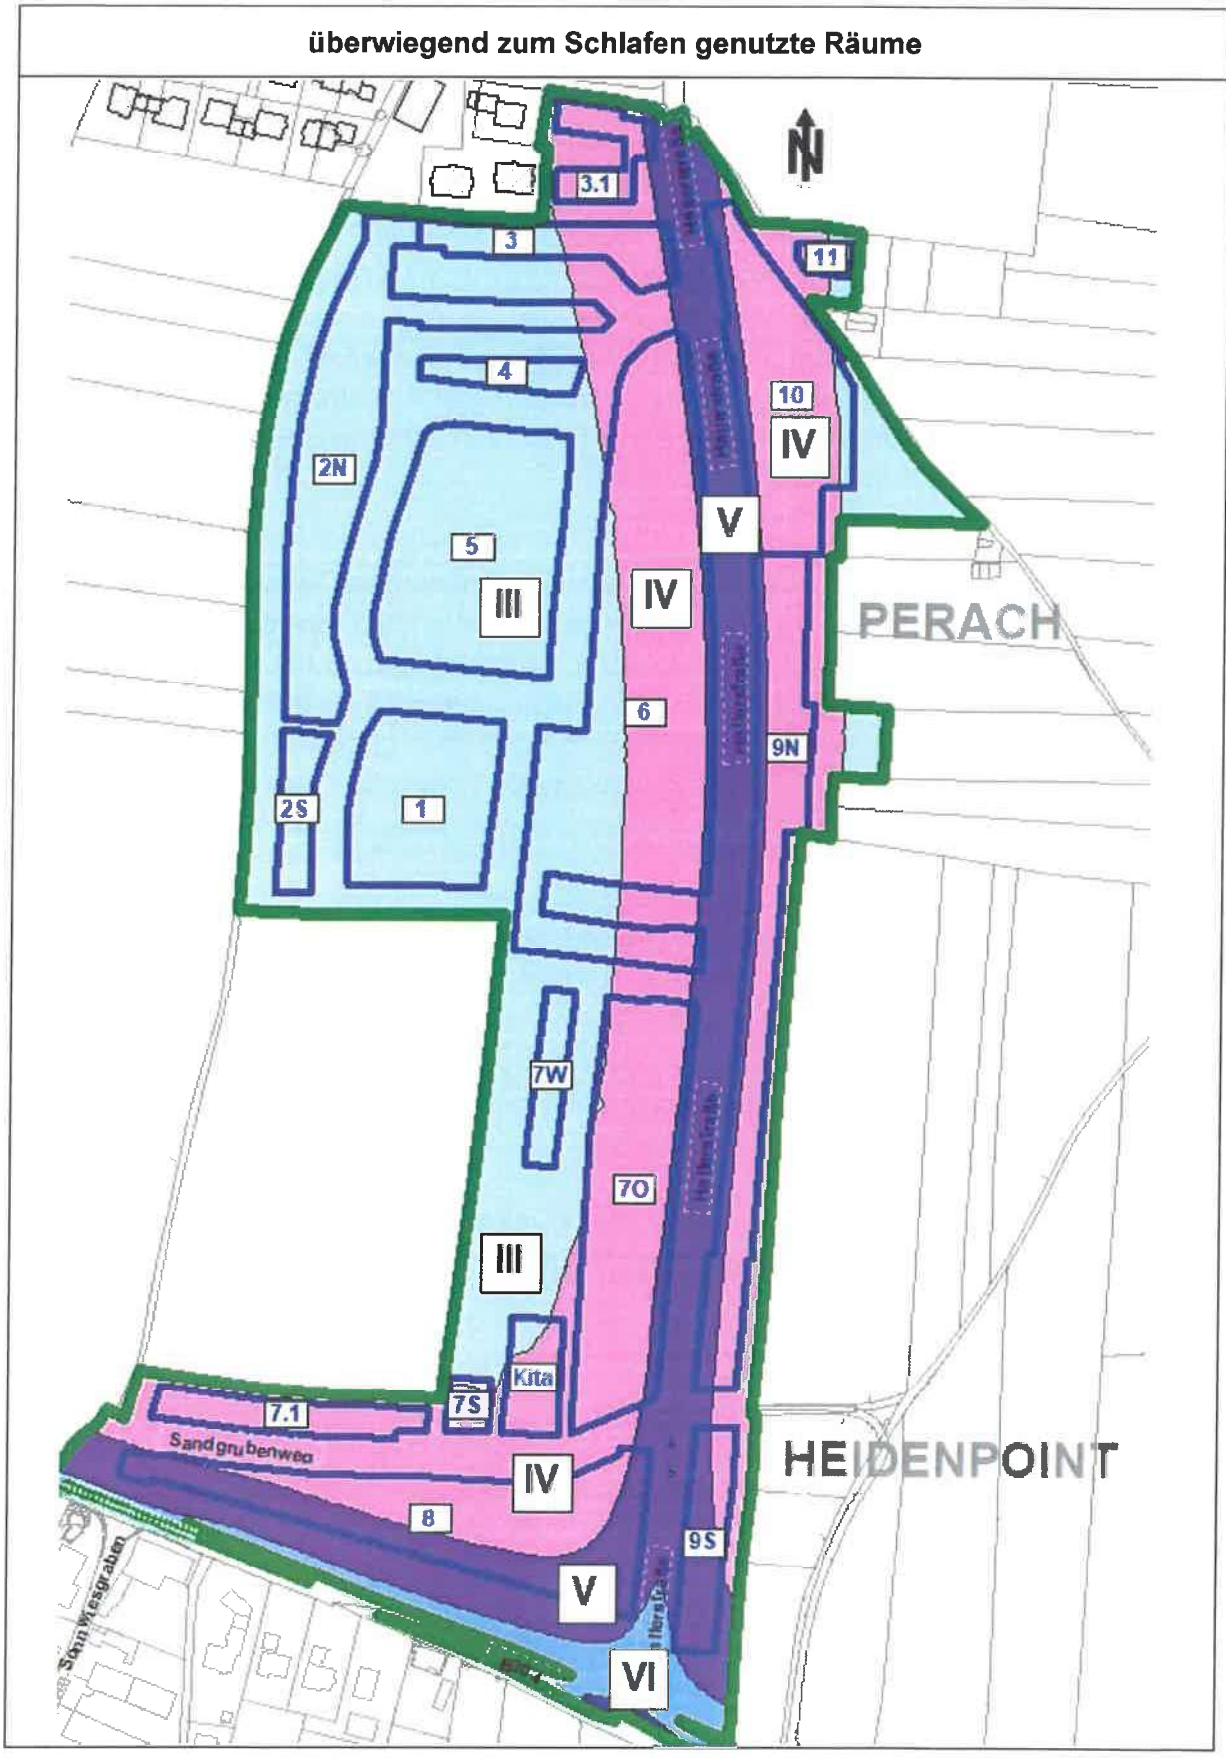 überwiegend zum Schlafen genutzte Räume
N
3.1
3
11
4
10
IV
2N
V
5
III
IV
PERACH
6
9N
2S
1
7W
7O
III
Kita
7S
7.1
Sandgrubenweg
HEIDENPOINT
IV
8
9S
V
Sonnwiesgraben
VI